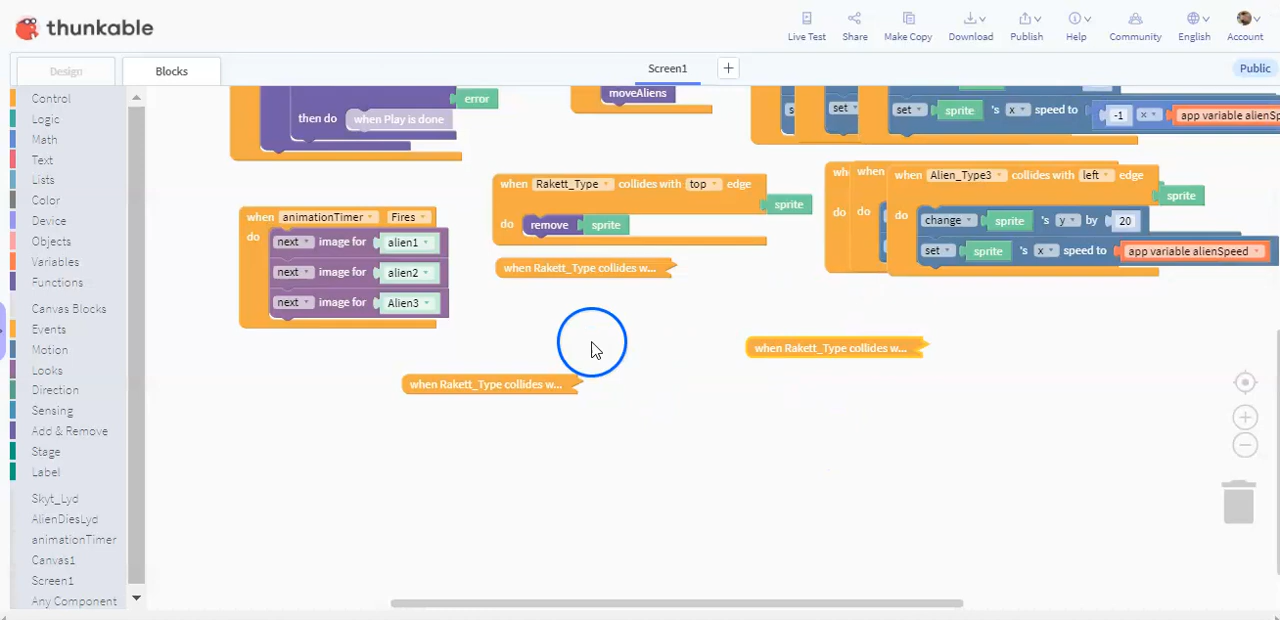 thunkable
Live Test
Share
Make Copy
Download
Publish
Help
Community
English
Account
Design
Blocks
Screen1
+
Public
Control
Logic
Math
Text
Lists
Color
Device
Objects
Variables
Functions
Canvas Blocks
Events
Motion
Looks
Direction
Sensing
Add & Remove
Stage
Label
Skyt_Lyd
AlienDiesLyd
animationTimer
Canvas1
Screen1
Any Component
error
then do when Play is done
moveAliens
set
set sprite 's x speed to -1 x app variable alienSp
when animationTimer Fires
do next image for alien1
next image for alien2
next image for Alien3
when Rakett_Type collides with top edge
sprite
do remove sprite
when Rakett_Type collides w...
when Rakett_Type collides w...
when Rakett_Type collides w...
wh when when Alien_Type3 collides with left edge
sprite
do do do change sprite 's y by 20
set sprite 's x speed to app variable alienSpeed